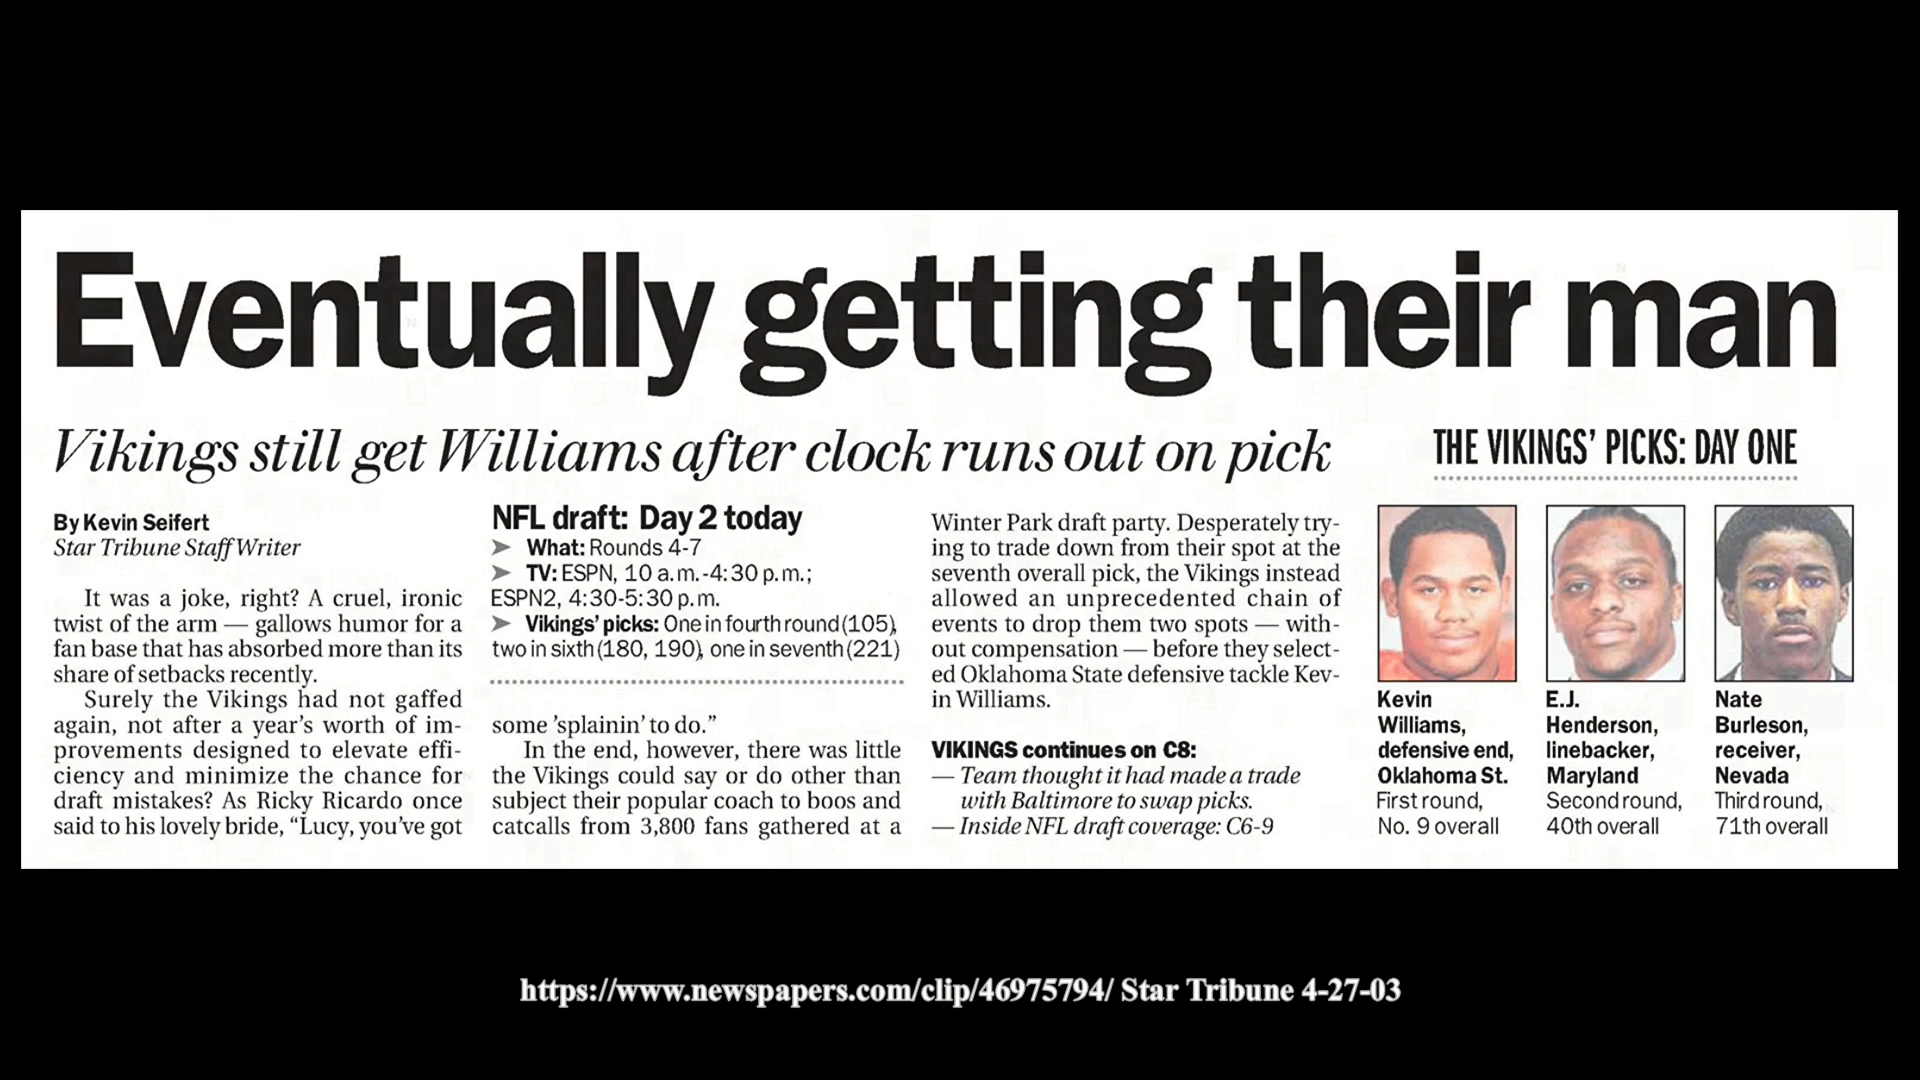 Eventually getting their man
Vikings still get Williams after clock runs out on pick
By Kevin Seifert
Star Tribune Staff Writer
It was a joke, right? A cruel, ironic
twist of the arm — gallows humor for a
fan base that has absorbed more than its
share of setbacks recently.
Surely the Vikings had not gaffed
again, not after a year's worth of im-
provements designed to elevate effi-
ciency and minimize the chance for
draft mistakes? As Ricky Ricardo once
said to his lovely bride, “Lucy, you've got
NFL draft: Day 2 today
➤ What: Rounds 4-7
➤ TV: ESPN, 10 a.m.-4:30 p.m.;
ESPN2, 4:30-5:30 p.m.
➤ Vikings' picks: One in fourth round (105),
two in sixth (180, 190), one in seventh (221)
some 'splainin' to do.”
In the end, however, there was little
the Vikings could say or do other than
subject their popular coach to boos and
catcalls from 3,800 fans gathered at a
Winter Park draft party. Desperately try-
ing to trade down from their spot at the
seventh overall pick, the Vikings instead
allowed an unprecedented chain of
events to drop them two spots — with-
out compensation — before they select-
ed Oklahoma State defensive tackle Kev-
in Williams.
VIKINGS continues on C8:
— Team thought it had made a trade
with Baltimore to swap picks.
— Inside NFL draft coverage: C6-9
THE VIKINGS' PICKS: DAY ONE
Kevin
Williams,
defensive end,
Oklahoma St.
First round,
No. 9 overall
E.J.
Henderson,
linebacker,
Maryland
Second round,
40th overall
Nate
Burleson,
receiver,
Nevada
Third round,
71th overall
https://www.newspapers.com/clip/46975794/ Star Tribune 4-27-03